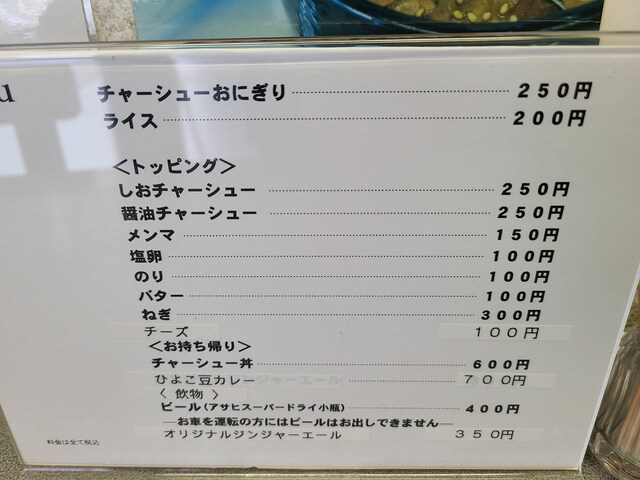 u
チャーシューおにぎり 250円
ライス 200円
＜トッピング＞
しおチャーシュー 250円
醤油チャーシュー 250円
メンマ 150円
塩卵 100円
のり 100円
バター 100円
ねぎ 300円
チーズ 100円
＜お持ち帰り＞
チャーシュー丼 600円
ひよこ豆カレー 700円
〈 飲物 〉
ビール(アサヒスーパードライ小瓶) 400円
―お車を運転の方にはビールはお出しできません―
オリジナルジンジャーエール 350円
料金は全て税込